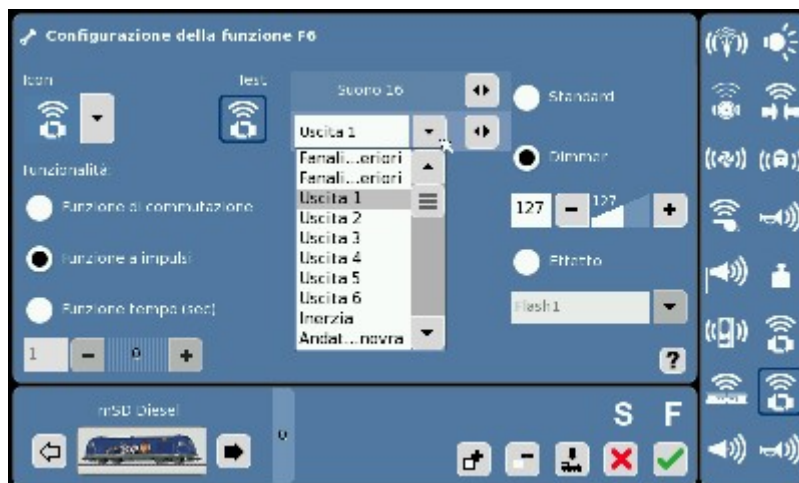 Configurazione della funzione F6
Icon
Test
Suono 16
Standard
Uscita 1
Dimmer
Funzionalità:
Fanali...eriori
Fanali...eriori
Uscita 1
Uscita 2
Uscita 3
Uscita 4
Uscita 5
Uscita 6
Inerzia
Andat...novra
127
127
Funzione di commutazione
Funzione a impulsi
Effetto
Funzione tempo (sec)
Flash1
1
0
?
mSD Diesel
0
S F